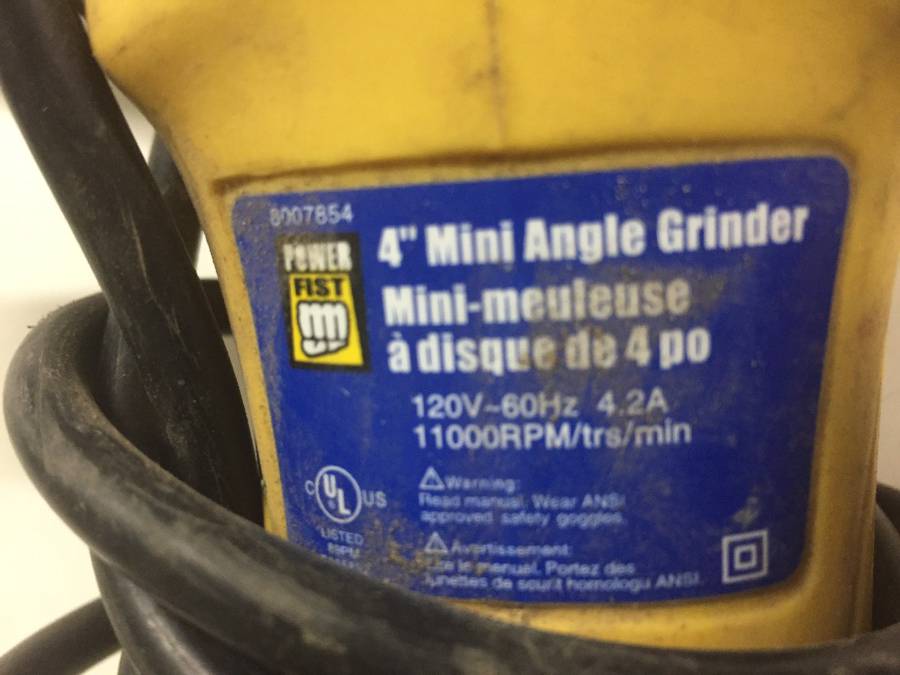 8007854
POWER
FIST
4" Mini Angle Grinder
Mini-meuleuse
à disque de 4 po
120V~60Hz 4.2A
11000RPM/trs/min
Warning:
Read manual. Wear ANSI
approved safety goggles.
C UL US
LISTED
Avertissement:
le manuel. Portez des
lunettes de sourit homologu ANSI.